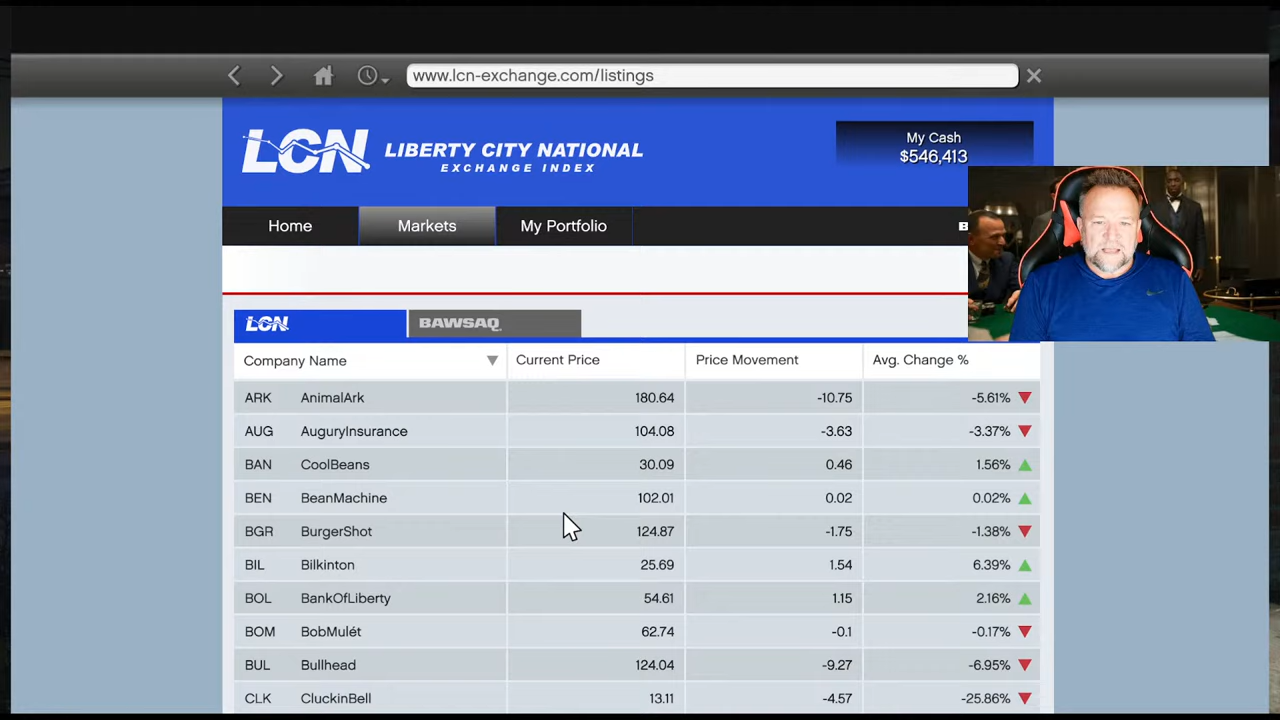 www.lcn-exchange.com/listings
LCN LIBERTY CITY NATIONAL
EXCHANGE INDEX
My Cash
$546,413
Home Markets My Portfolio B
LCN BAWSAQ
Company Name Current Price Price Movement Avg. Change %
ARK AnimalArk 180.64 -10.75 -5.61%
AUG AuguryInsurance 104.08 -3.63 -3.37%
BAN CoolBeans 30.09 0.46 1.56%
BEN BeanMachine 102.01 0.02 0.02%
BGR BurgerShot 124.87 -1.75 -1.38%
BIL Bilkinton 25.69 1.54 6.39%
BOL BankOfLiberty 54.61 1.15 2.16%
BOM BobMulét 62.74 -0.1 -0.17%
BUL Bullhead 124.04 -9.27 -6.95%
CLK CluckinBell 13.11 -4.57 -25.86%